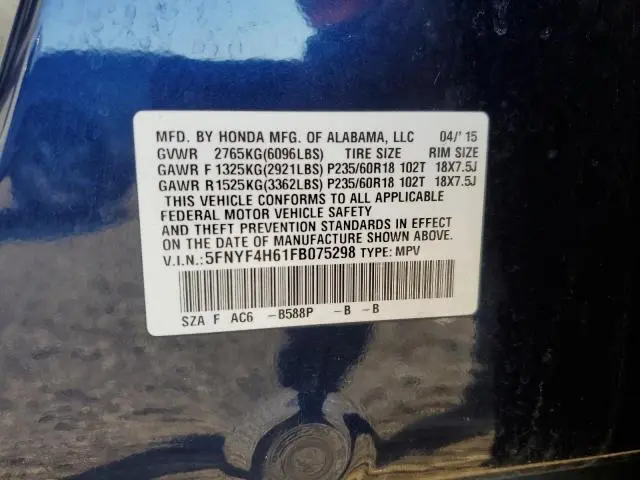 MFD. BY HONDA MFG. OF ALABAMA, LLC 04/'15
GVWR 2765KG(6096LBS) TIRE SIZE RIM SIZE
GAWR F 1325KG(2921LBS) P235/60R18 102T 18X7.5J
GAWR R1525KG(3362LBS) P235/60R18 102T 18X7.5J
THIS VEHICLE CONFORMS TO ALL APPLICABLE
FEDERAL MOTOR VEHICLE SAFETY
AND THEFT PREVENTION STANDARDS IN EFFECT
ON THE DATE OF MANUFACTURE SHOWN ABOVE.
V.I.N.:5FNYF4H61FB075298 TYPE: MPV
SZA F AC6 -B588P -B -B